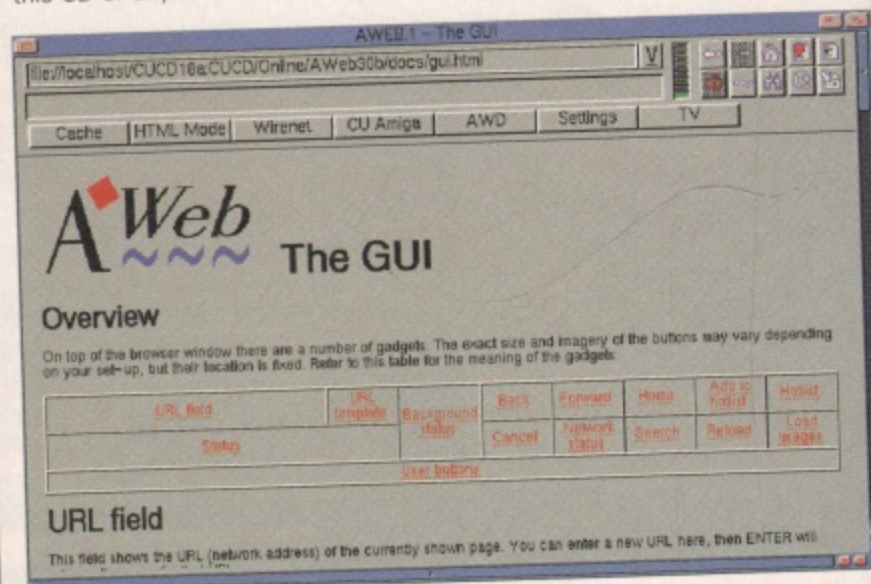 this CD
AWEB.1 – The GUI
file://localhost/CUCD16a:CUCD/Online/AWeb30b/docs/gui.html
V
Cache
HTML Mode
Wirenet
CU Amiga
AWD
Settings
TV
AWeb
The GUI
Overview
On top of the browser window there are a number of gadgets. The exact size and imagery of the buttons may vary depending
on your set-up, but their location is fixed. Refer to this table for the meaning of the gadgets.
URL field
URL
template
Background
status
Back
Forward
Home
Add to
hotlist
Hotlist
Status
Cancel
Network
status
Search
Reload
Load
images
User buttons
URL field
This field shows the URL (network address) of the currently shown page. You can enter a new URL here, then ENTER will